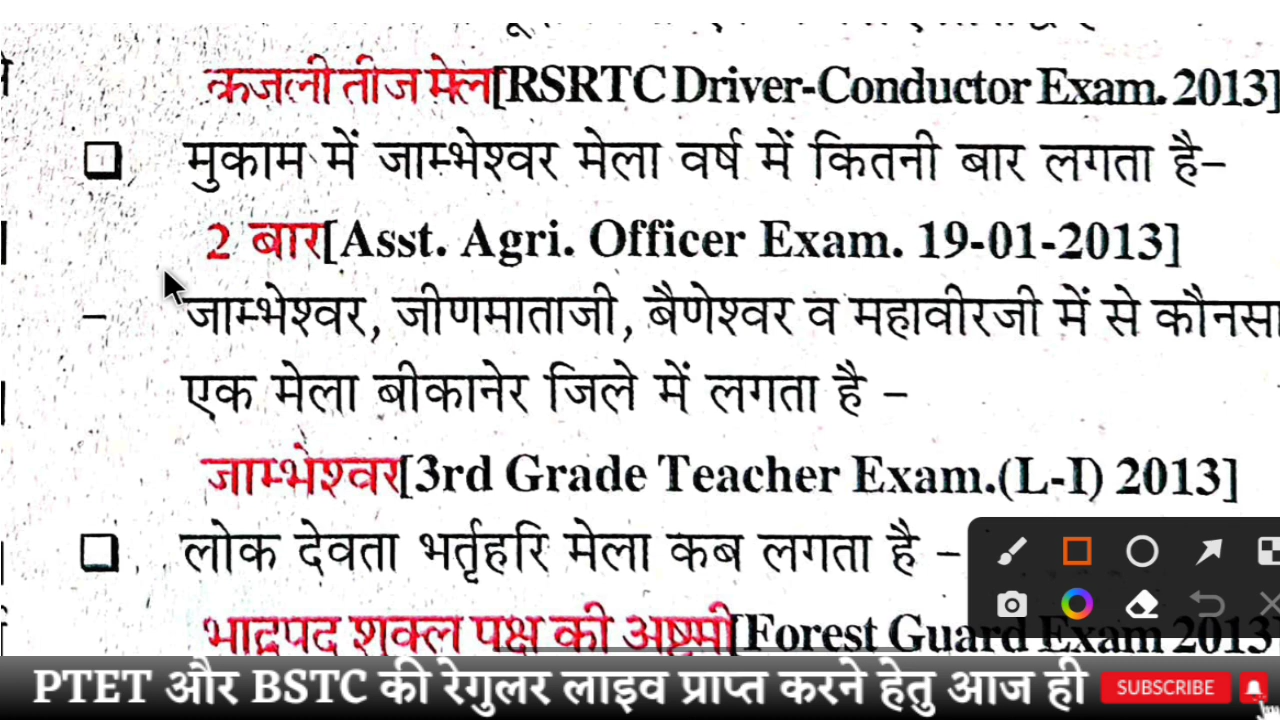 कजली तीज मेल[RSRTC Driver-Conductor Exam. 2013]
❑ मुकाम में जाम्भेश्वर मेला वर्ष में कितनी बार लगता है–
2 बार[Asst. Agri. Officer Exam. 19-01-2013]
– जाम्भेश्वर, जीणमाताजी, बैणेश्वर व महावीरजी में से कौनसा
एक मेला बीकानेर जिले में लगता है –
जाम्भेश्वर[3rd Grade Teacher Exam.(L-I) 2013]
❑ लोक देवता भर्तृहरि मेला कब लगता है –
भाद्रपद शुक्ल पक्ष की अष्टमी[Forest Guard Exam 2013]
PTET और BSTC की रेगुलर लाइव प्राप्त करने हेतु आज ही SUBSCRIBE